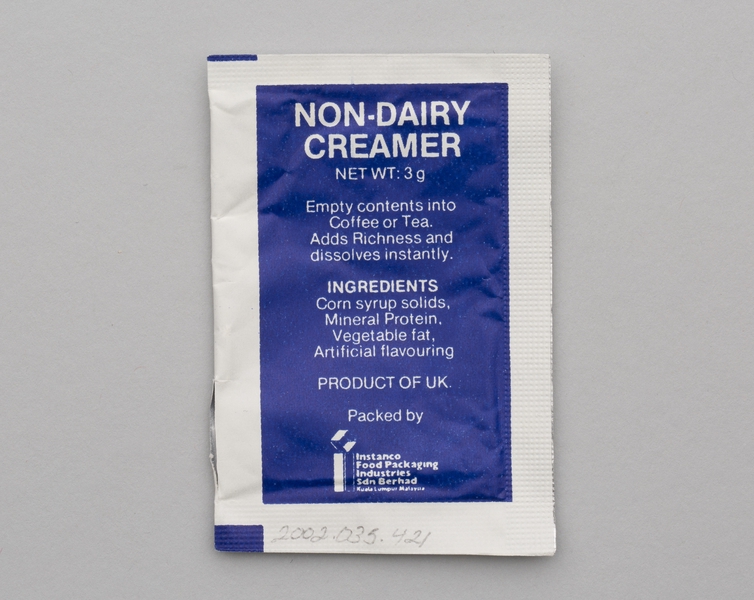 NON-DAIRY
CREAMER
NET WT: 3 g
Empty contents into
Coffee or Tea.
Adds Richness and
dissolves instantly.
INGREDIENTS
Corn syrup solids,
Mineral Protein,
Vegetable fat,
Artificial flavouring
PRODUCT OF UK.
Packed by
Instanco
Food Packaging
Industries
Sdn Berhad
Kuala Lumpur Malaysia
2002.035.421